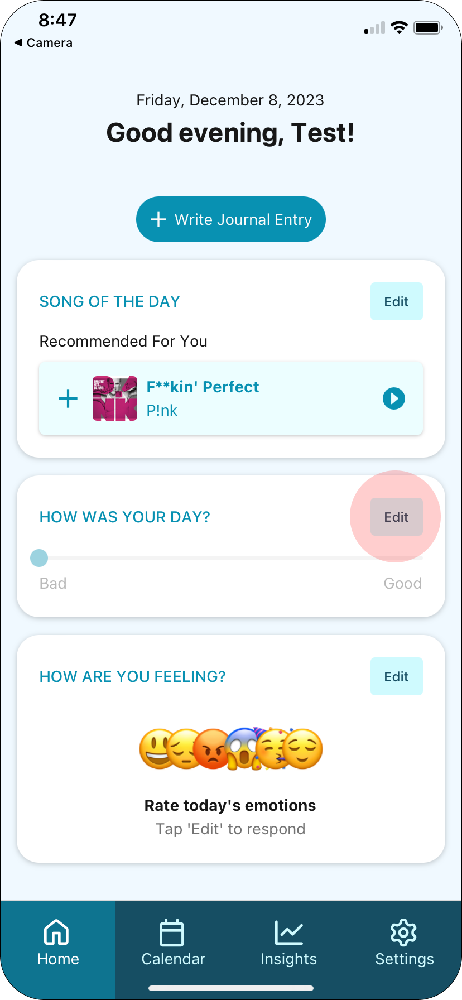 8:47
◀ Camera
Friday, December 8, 2023
Good evening, Test!
+ Write Journal Entry
SONG OF THE DAY
Edit
Recommended For You
F**kin' Perfect
P!nk
HOW WAS YOUR DAY?
Edit
Bad
Good
HOW ARE YOU FEELING?
Edit
Rate today's emotions
Tap 'Edit' to respond
Home
Calendar
Insights
Settings